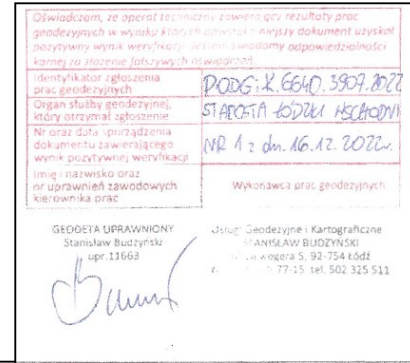 Oświadczam, że operat techniczny zawierający rezultaty prac
geodezyjnych w wyniku których powstał niniejszy dokument uzyskał
pozytywny wynik weryfikacji. Jestem świadomy odpowiedzialności
karnej za złożenie fałszywych oświadczeń.
Identyfikator zgłoszenia
prac geodezyjnych
PODGiK.6640.3907.2022
Organ służby geodezyjnej,
który otrzymał zgłoszenie
STAROSTA ŁÓDZKI WSCHODNI
Nr oraz data sporządzenia
dokumentu zawierającego
wynik pozytywnej weryfikacji
NR 1 z dn. 16.12.2022r.
Imię i nazwisko oraz
nr uprawnień zawodowych
kierownika prac
Wykonawca prac geodezyjnych
GEODETA UPRAWNIONY
Stanisław Budzyński
upr.11663
Usługi Geodezyjne i Kartograficzne
STANISŁAW BUDZYŃSKI
5, 92-754 Łódź
77-15, tel. 502 325 511